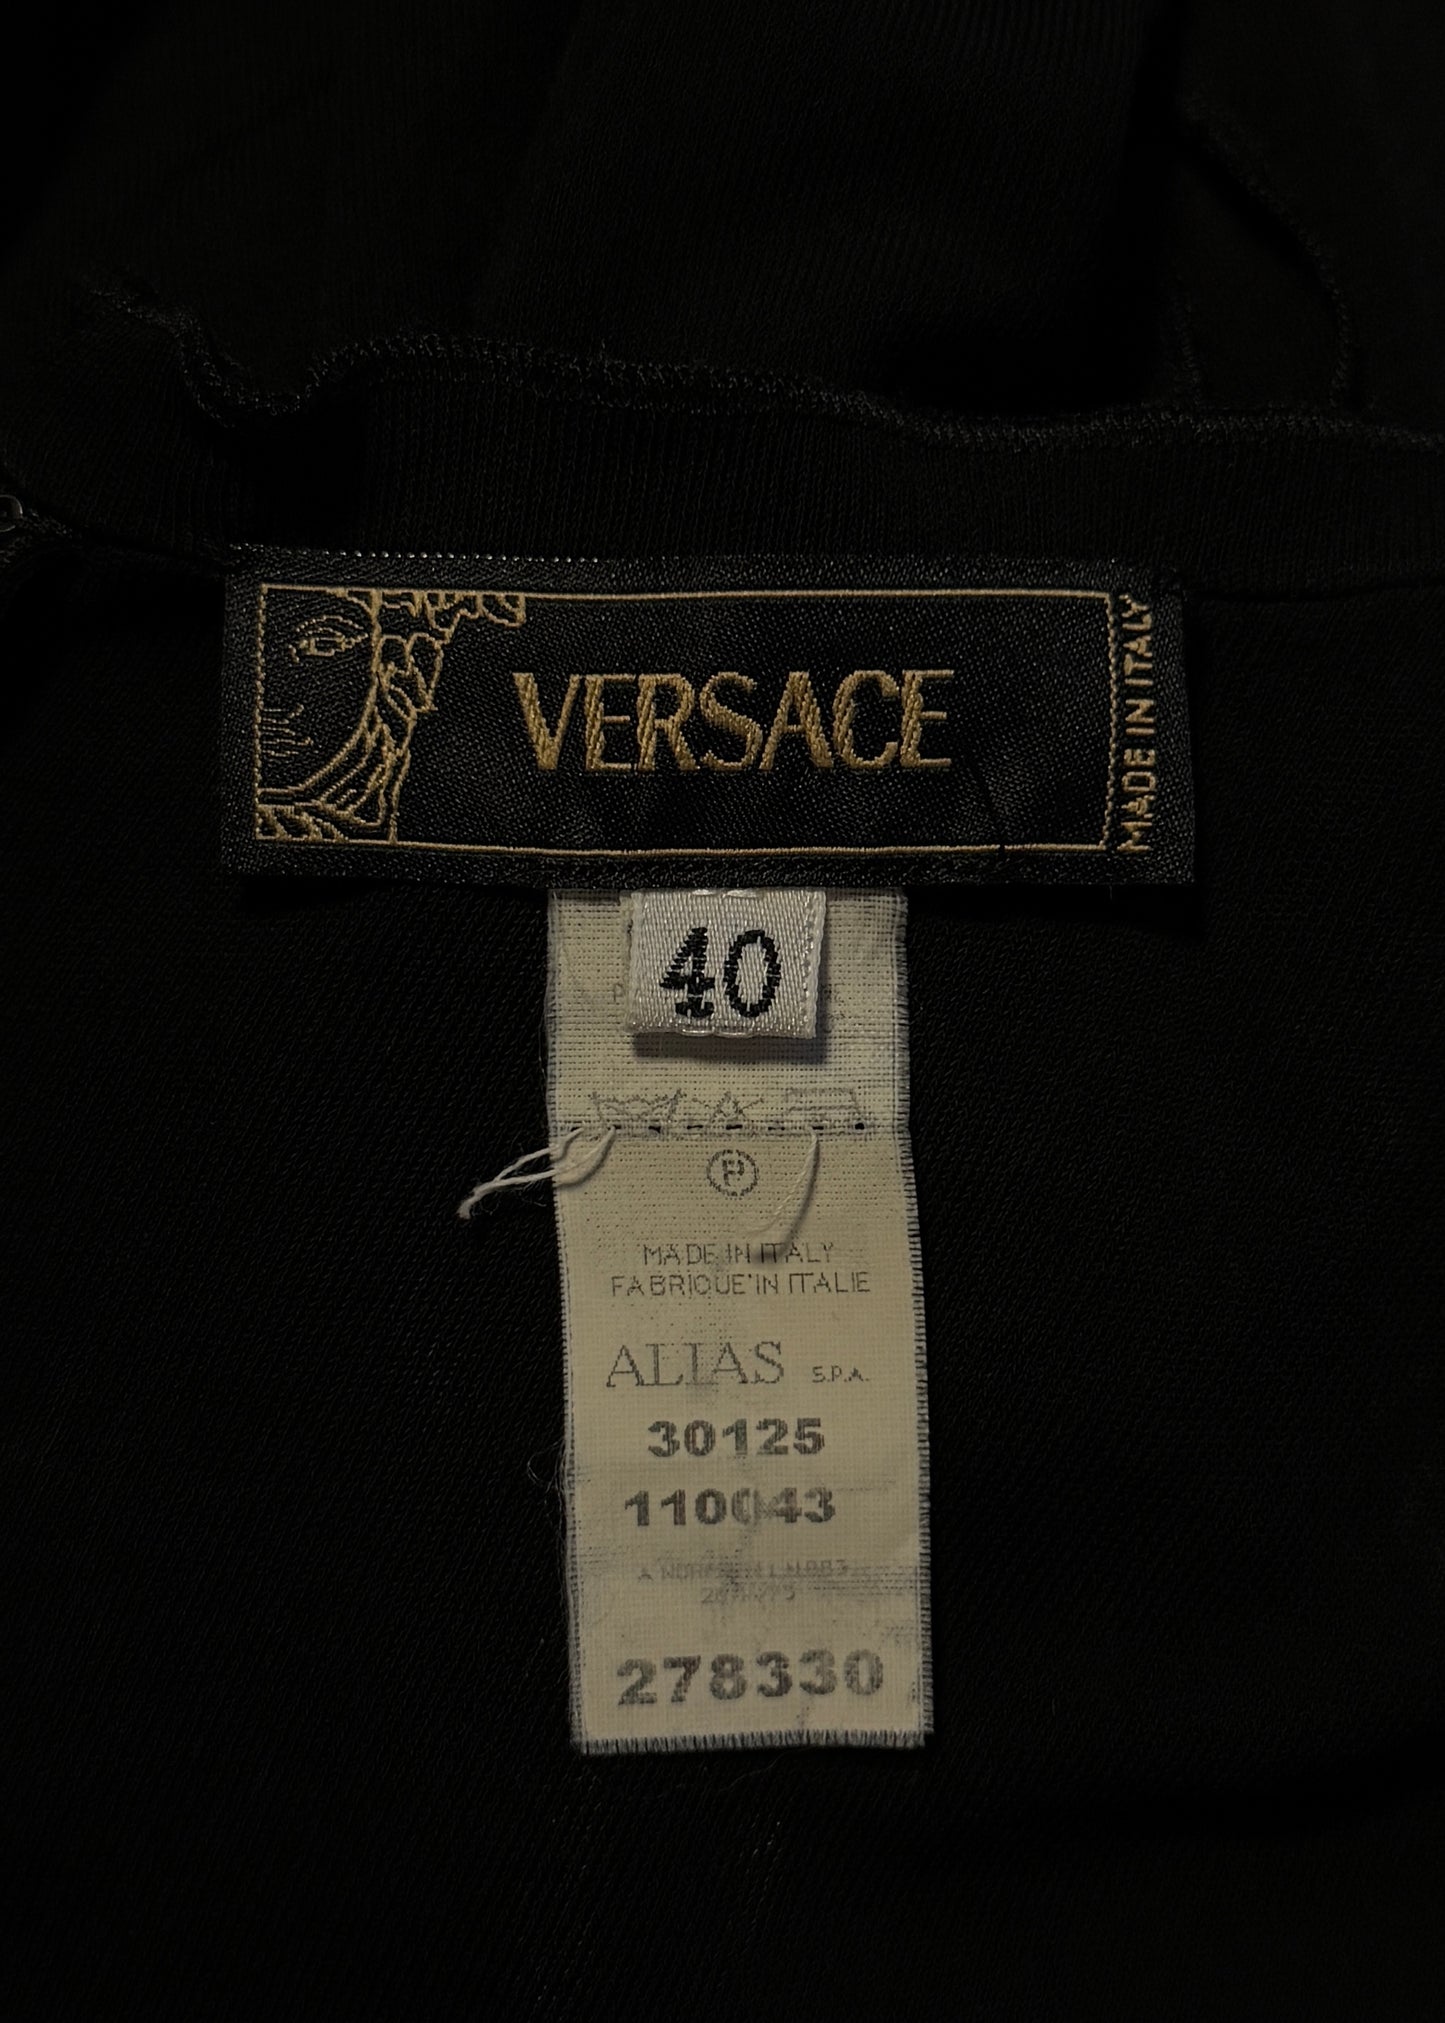 VERSACE
MADE IN ITALY
40
P
MADE IN ITALY
FABRIQUE' IN ITALIE
ALIAS S.P.A.
30125
110043
278330